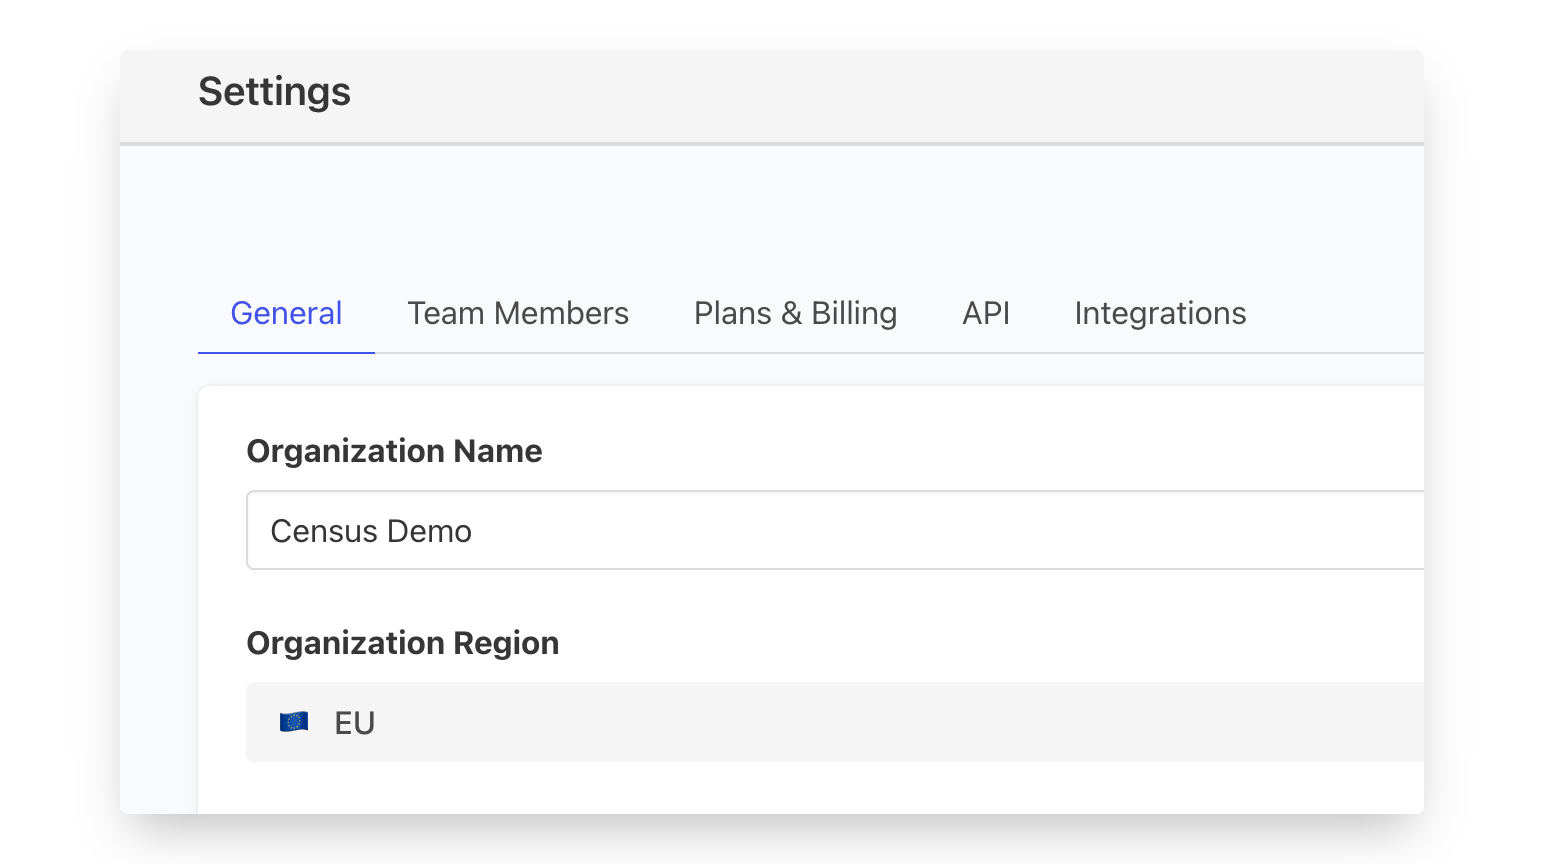 Settings
General Team Members Plans & Billing API Integrations
Organization Name
Census Demo
Organization Region
EU